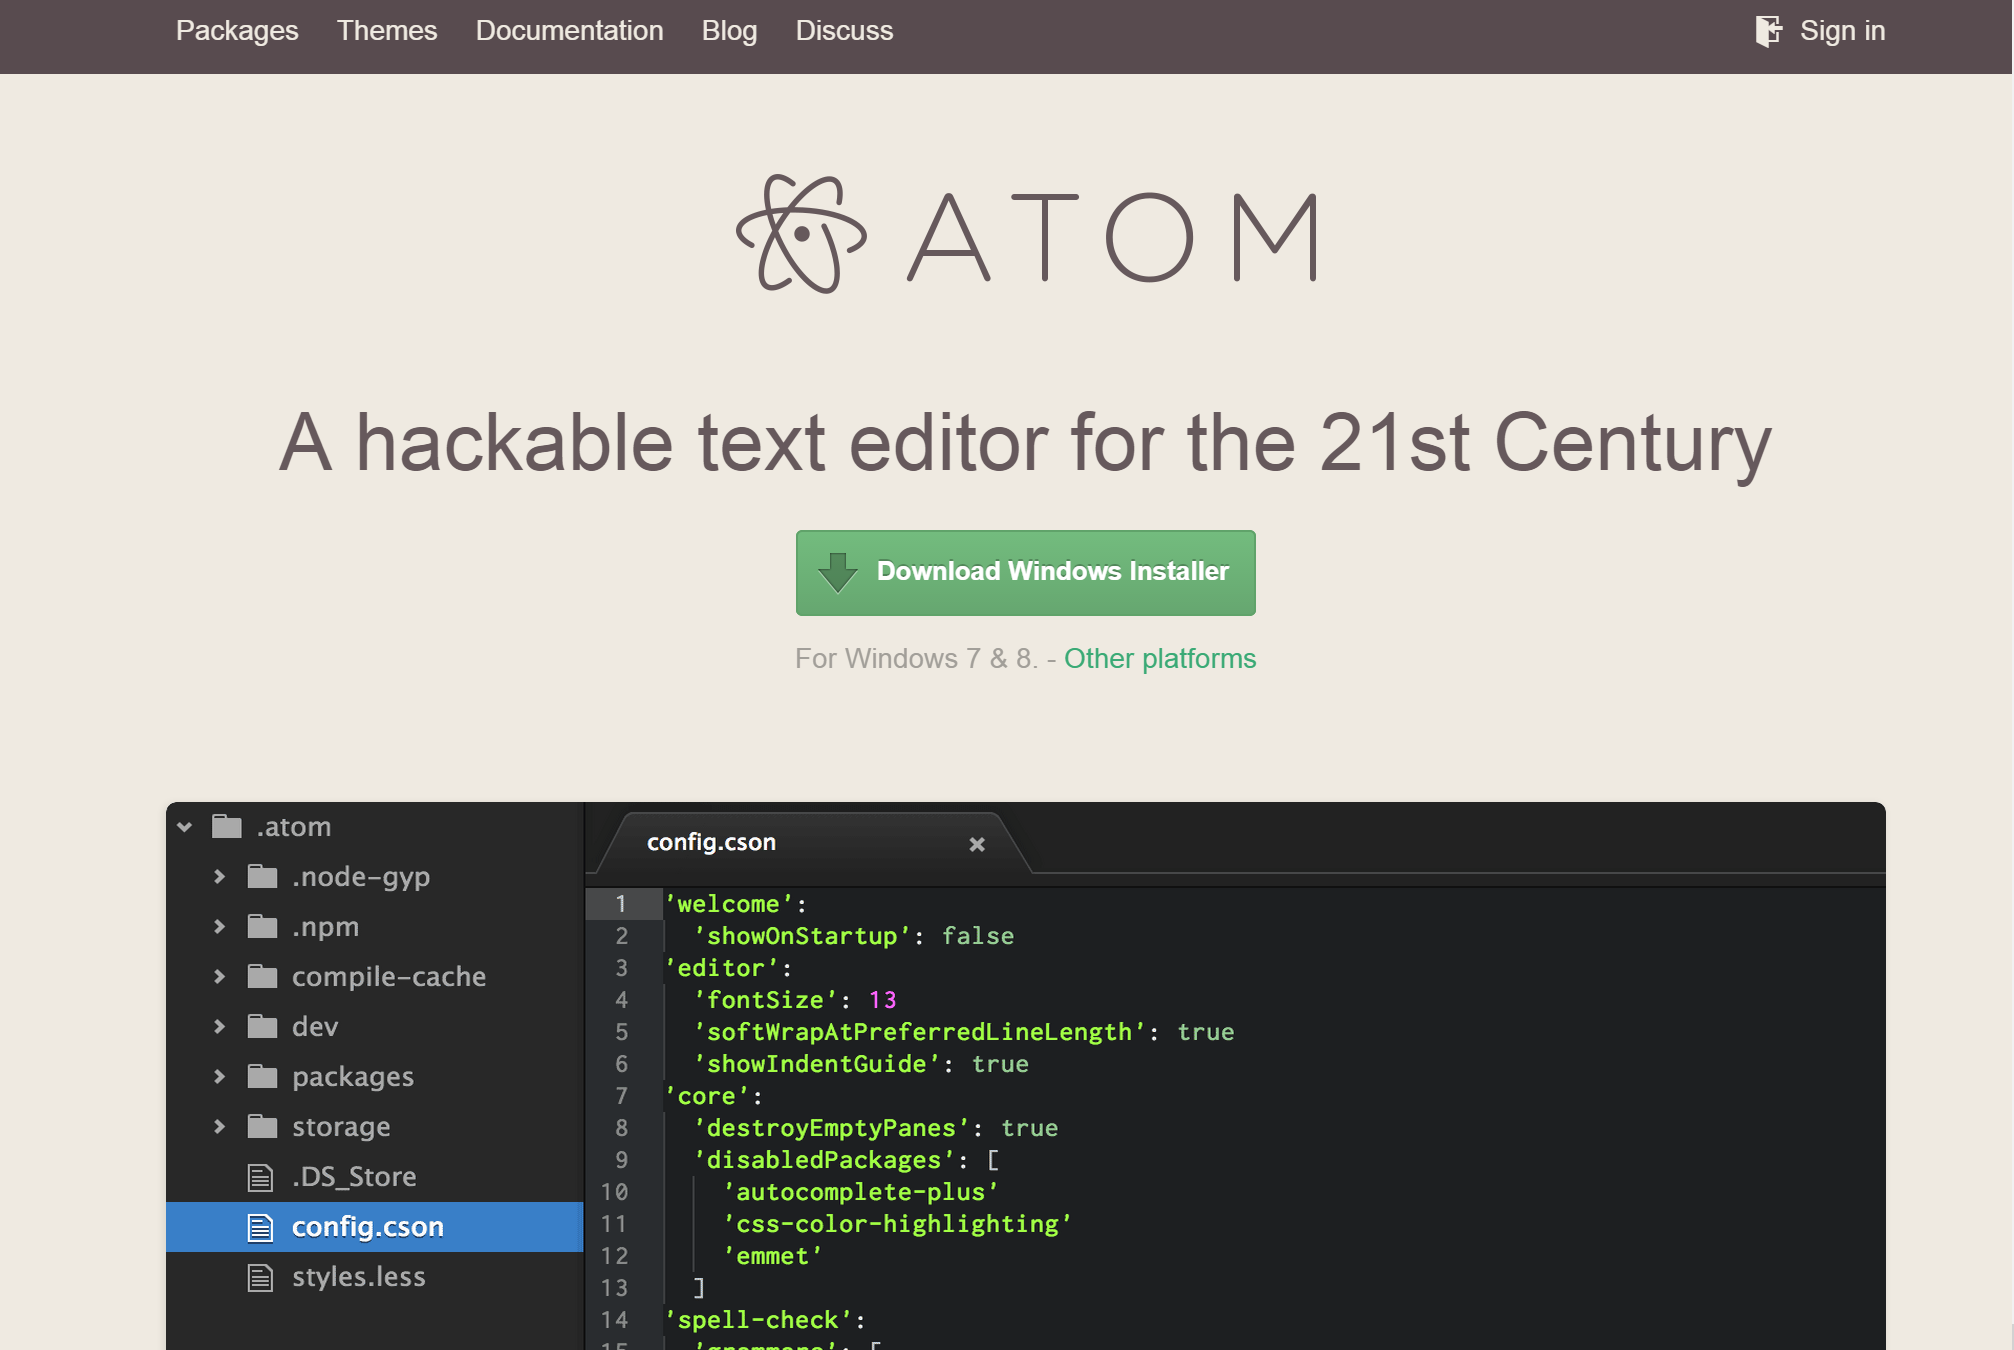 Packages Themes Documentation Blog Discuss Sign in
ATOM
A hackable text editor for the 21st Century
Download Windows Installer
For Windows 7 & 8. - Other platforms
.atom
.node-gyp
.npm
compile-cache
dev
packages
storage
.DS_Store
config.cson
styles.less
config.cson
1 'welcome':
2 'showOnStartup': false
3 'editor':
4 'fontSize': 13
5 'softWrapAtPreferredLineLength': true
6 'showIndentGuide': true
7 'core':
8 'destroyEmptyPanes': true
9 'disabledPackages': [
10 'autocomplete-plus'
11 'css-color-highlighting'
12 'emmet'
13 ]
14 'spell-check':
15 'grammars': [